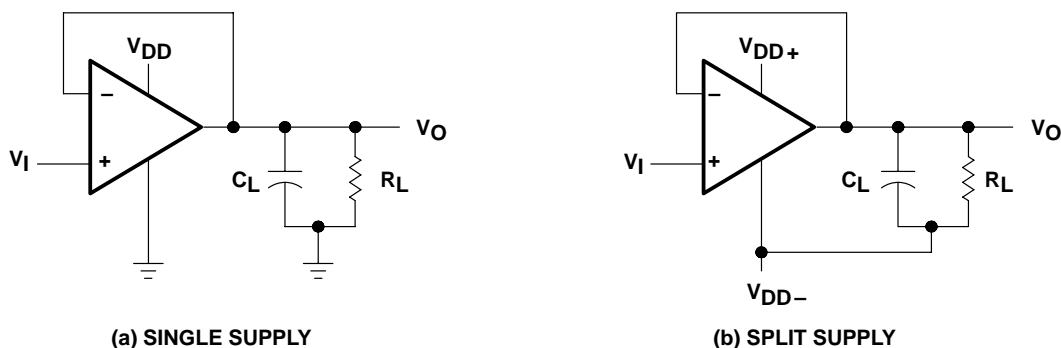 VDD
−
VI
+
VO
CL
RL
(a) SINGLE SUPPLY
VDD+
−
VI
+
VO
CL
RL
VDD−
(b) SPLIT SUPPLY